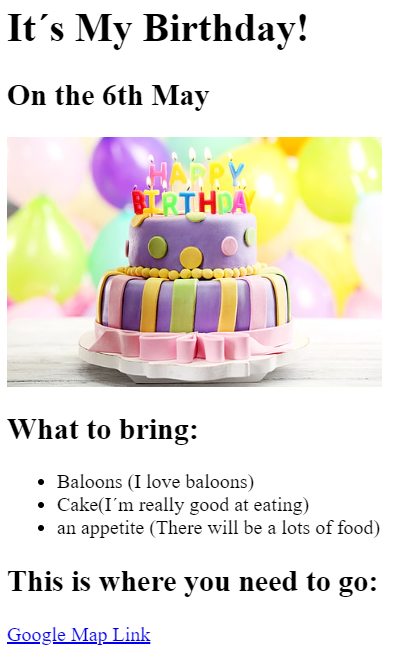 It´s My Birthday!
On the 6th May
HAPPY
BIRTHDAY
What to bring:
Baloons (I love baloons)
Cake(I´m really good at eating)
an appetite (There will be a lots of food)
This is where you need to go:
Google Map Link